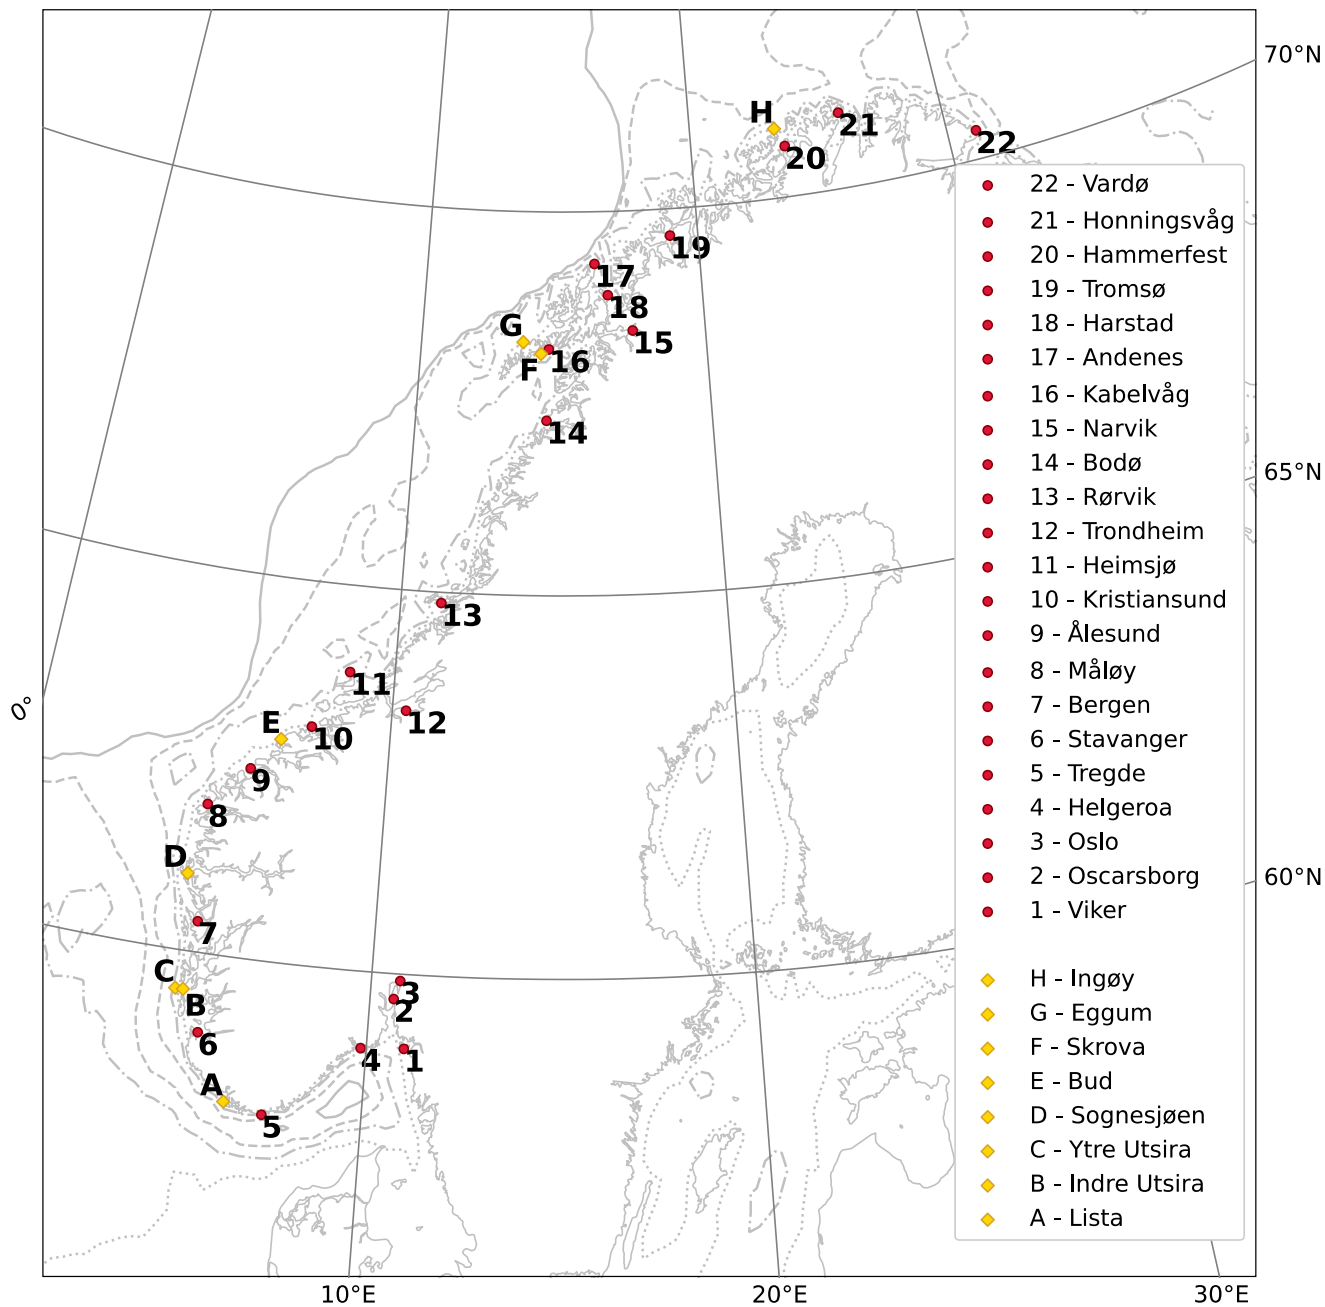 70°N
H
21
22
20
22 - Vardø
21 - Honningsvåg
20 - Hammerfest
19 - Tromsø
18 - Harstad
17 - Andenes
16 - Kabelvåg
15 - Narvik
14 - Bodø
13 - Rørvik
12 - Trondheim
11 - Heimsjø
10 - Kristiansund
9 - Ålesund
8 - Måløy
7 - Bergen
6 - Stavanger
5 - Tregde
4 - Helgeroa
3 - Oslo
2 - Oscarsborg
1 - Viker
H - Ingøy
G - Eggum
F - Skrova
E - Bud
D - Sognesjøen
C - Ytre Utsira
B - Indre Utsira
A - Lista
19
17
18
G
15
16
F
14
65°N
13
11
0°
12
E
10
9
8
D
60°N
7
C
3
B
2
6
4
1
A
5
10°E
20°E
30°E